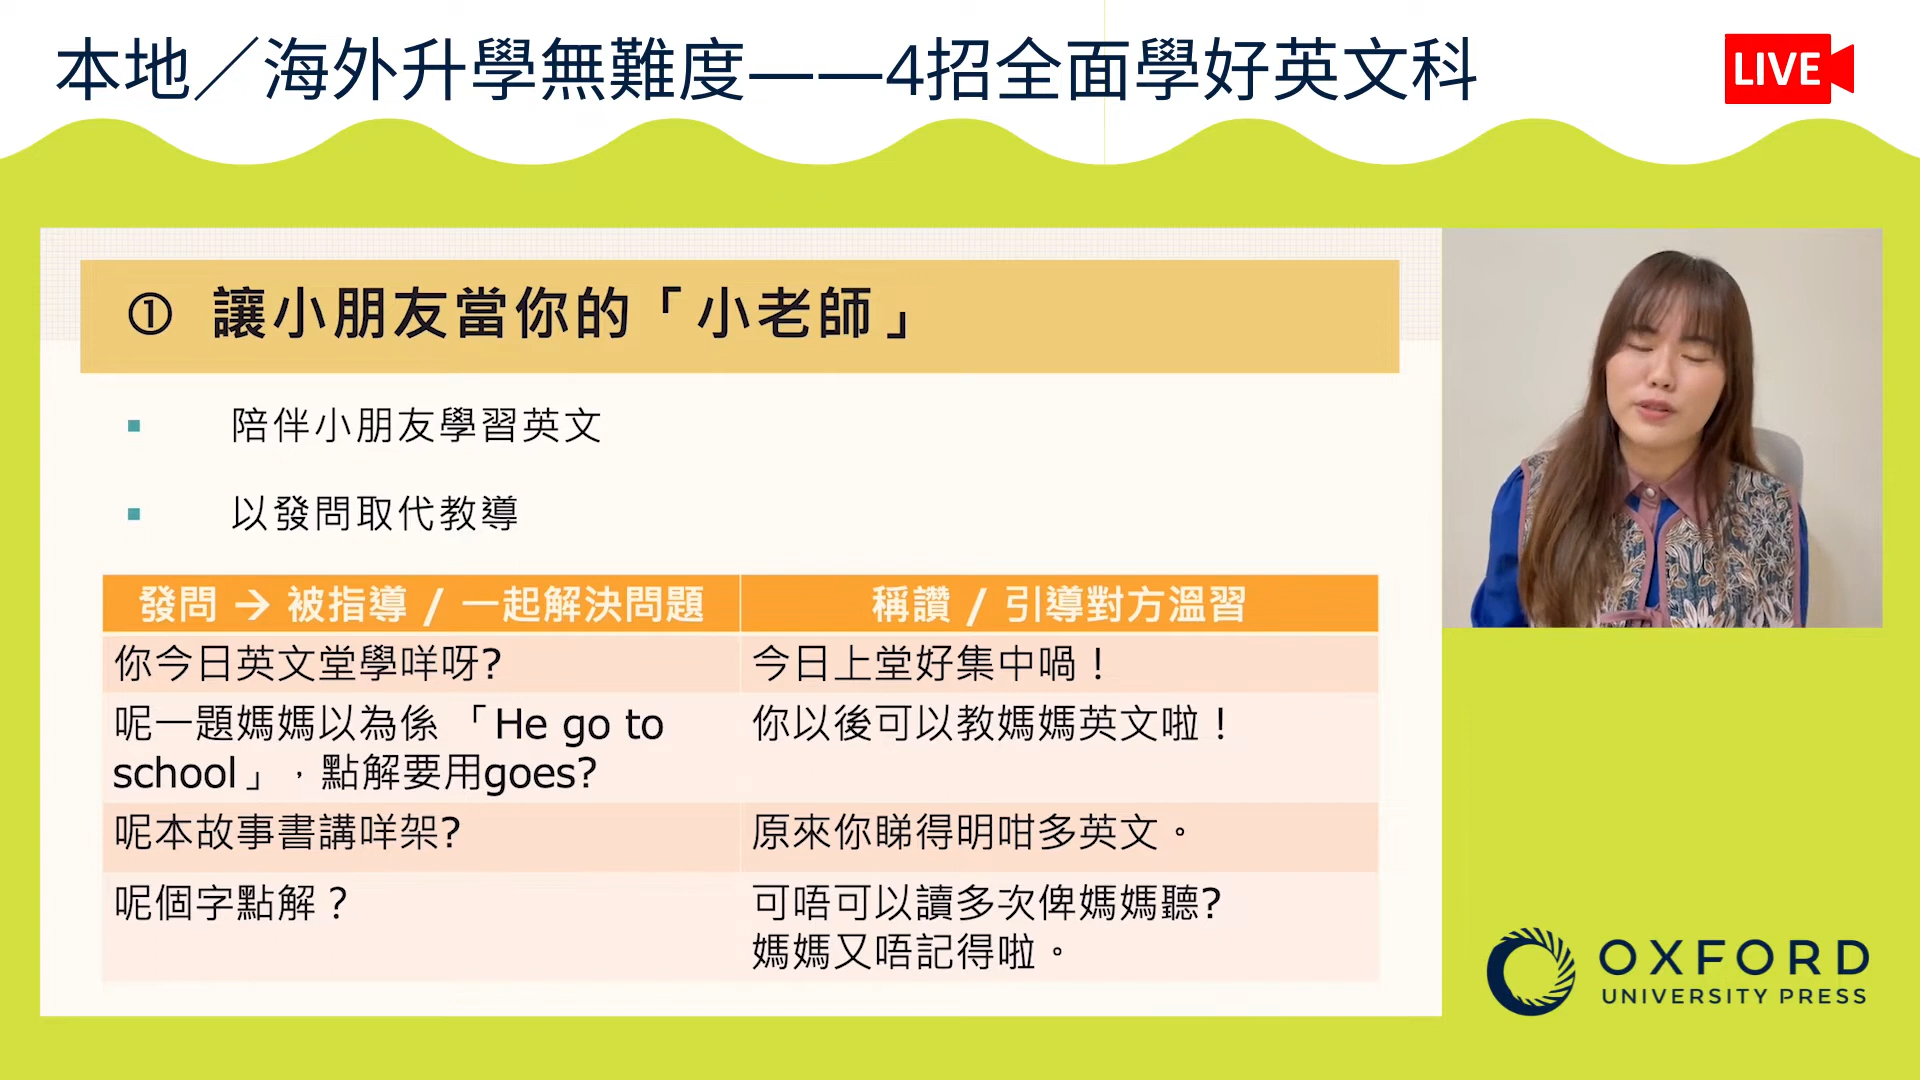 本地／海外升學無難度——4招全面學好英文科
LIVE
① 讓小朋友當你的「小老師」
▪ 陪伴小朋友學習英文
▪ 以發問取代教導
發問 → 被指導 / 一起解決問題
稱讚 / 引導對方溫習
你今日英文堂學咩呀?
今日上堂好集中喎！
呢一題媽媽以為係 「He go to
school」，點解要用goes?
你以後可以教媽媽英文啦！
呢本故事書講咩架?
原來你睇得明咁多英文。
呢個字點解？
可唔可以讀多次俾媽媽聽?
媽媽又唔記得啦。
OXFORD
UNIVERSITY PRESS